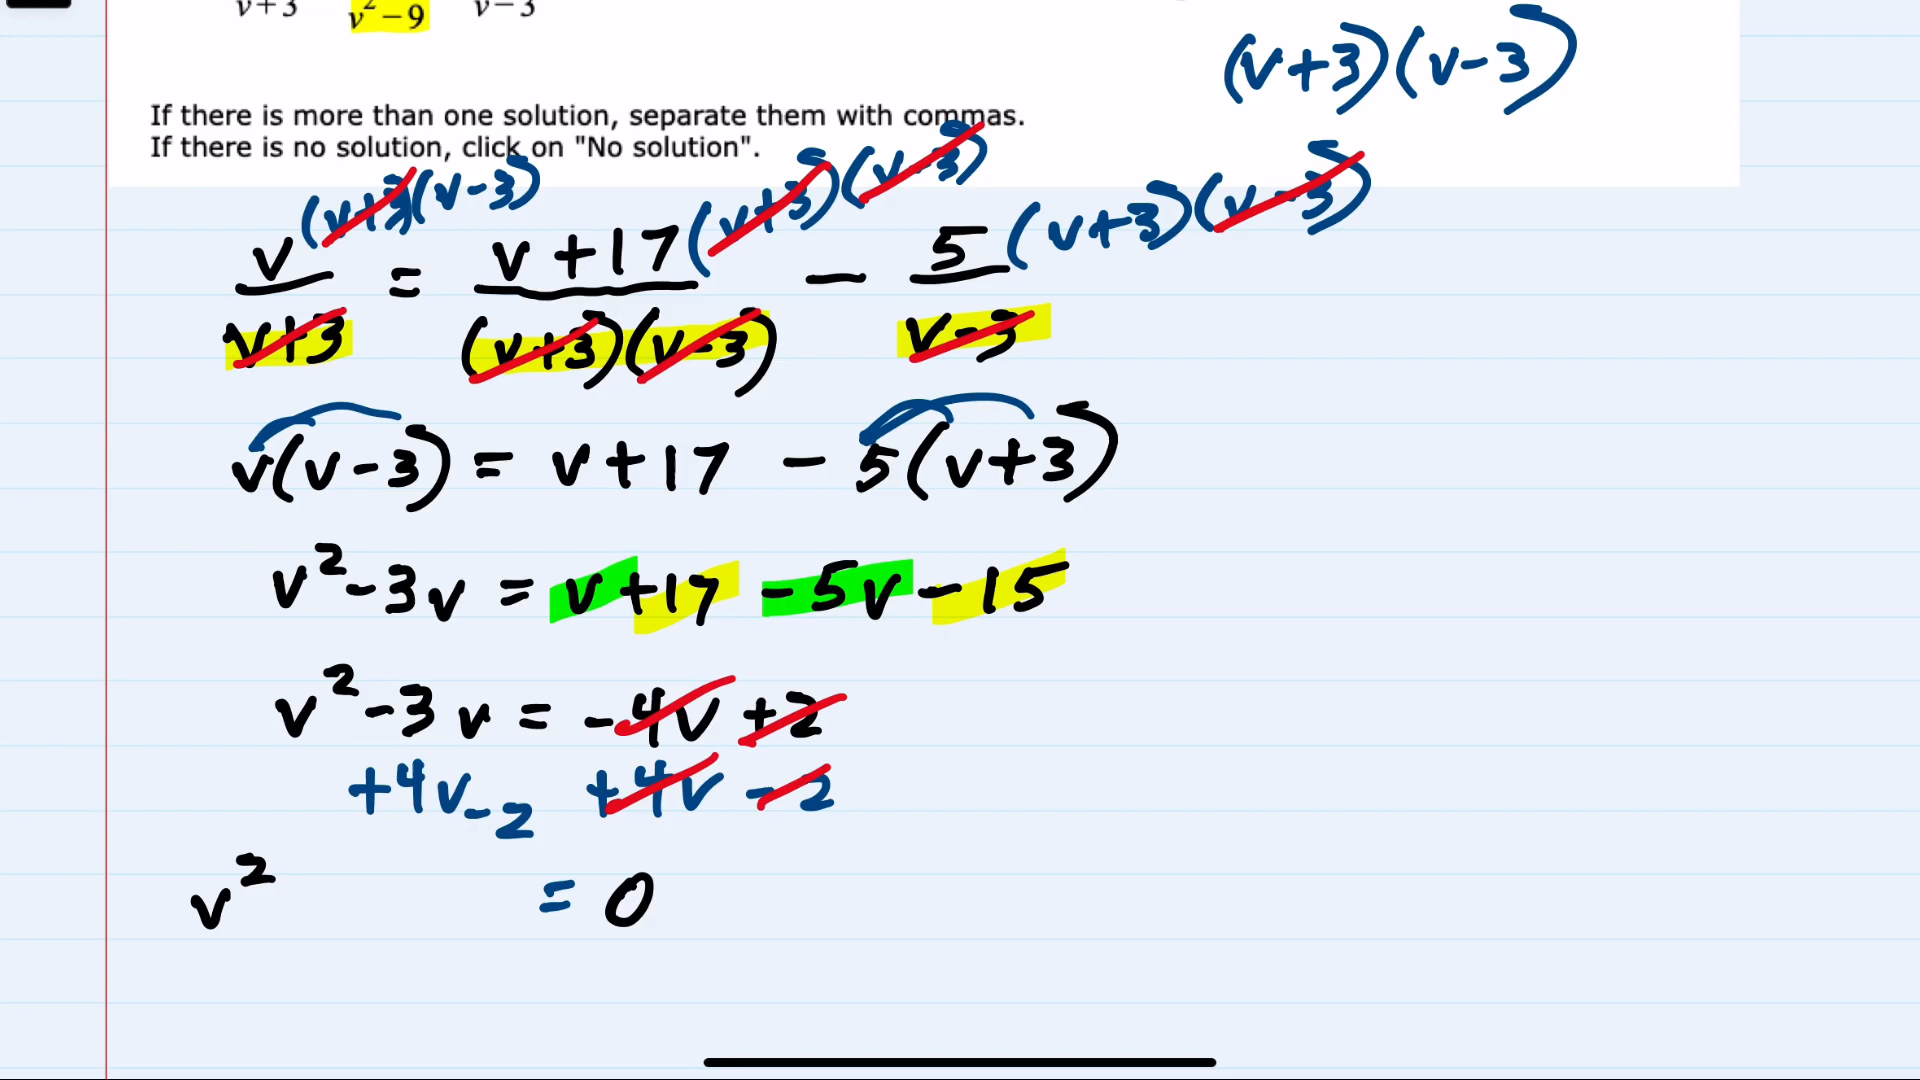 v+3 v²−9 v−3
(v+3)(v-3)
If there is more than one solution, separate them with commas.
If there is no solution, click on "No solution".
(v+3)(v-3) (v+3)(v-3) (v+3)(v-3)
v = v+17 − 5
v+3 (v+3)(v-3) v-3
v(v-3) = v+17 - 5(v+3)
v²-3v = v+17 -5v-15
v²-3v = -4v+2
+4v-2 +4v-2
v² = 0